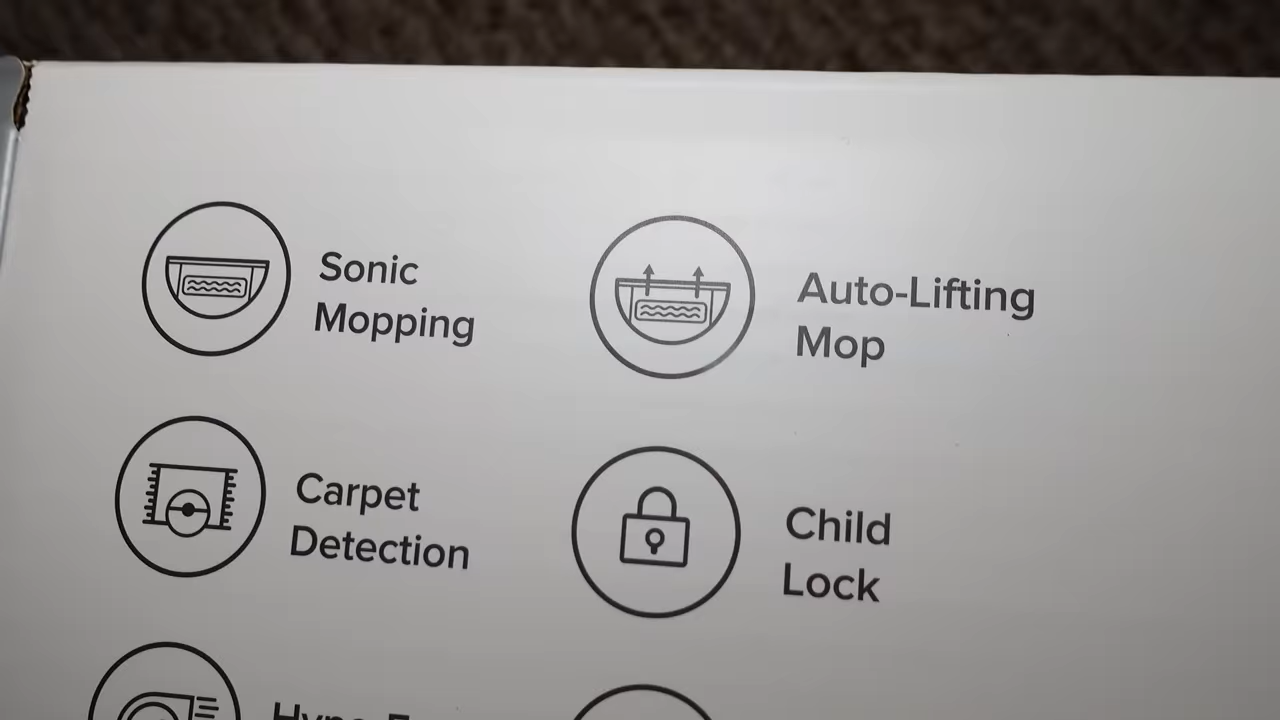 Sonic
Mopping
Auto-Lifting
Mop
Carpet
Detection
Child
Lock